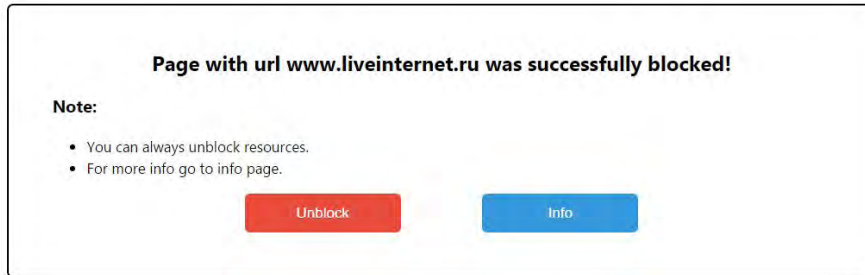 Page with url www.liveinternet.ru was successfully blocked!
Note:
• You can always unblock resources.
• For more info go to info page.
Unblock
Info